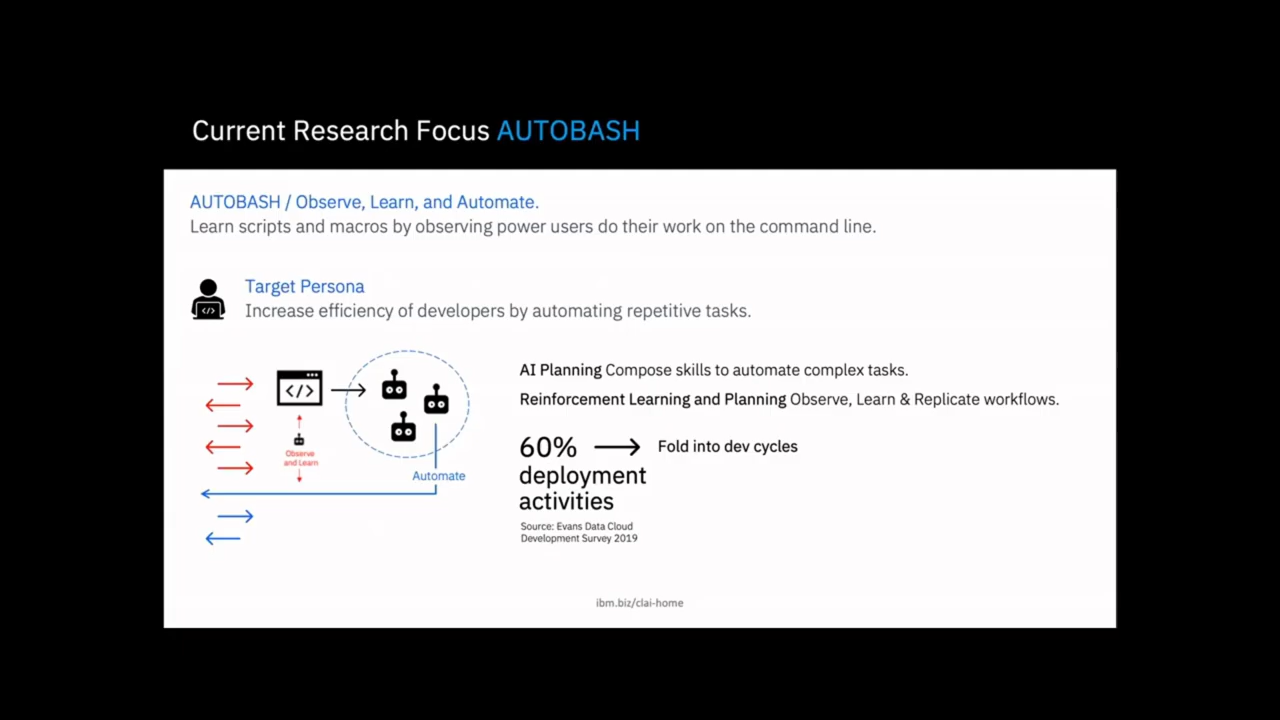 Current Research Focus AUTOBASH
AUTOBASH / Observe, Learn, and Automate.
Learn scripts and macros by observing power users do their work on the command line.
Target Persona
Increase efficiency of developers by automating repetitive tasks.
</>
</>
Observe
and Learn
Automate
AI Planning Compose skills to automate complex tasks.
Reinforcement Learning and Planning Observe, Learn & Replicate workflows.
60% Fold into dev cycles
deployment
activities
Source: Evans Data Cloud
Development Survey 2019
ibm.biz/clai-home